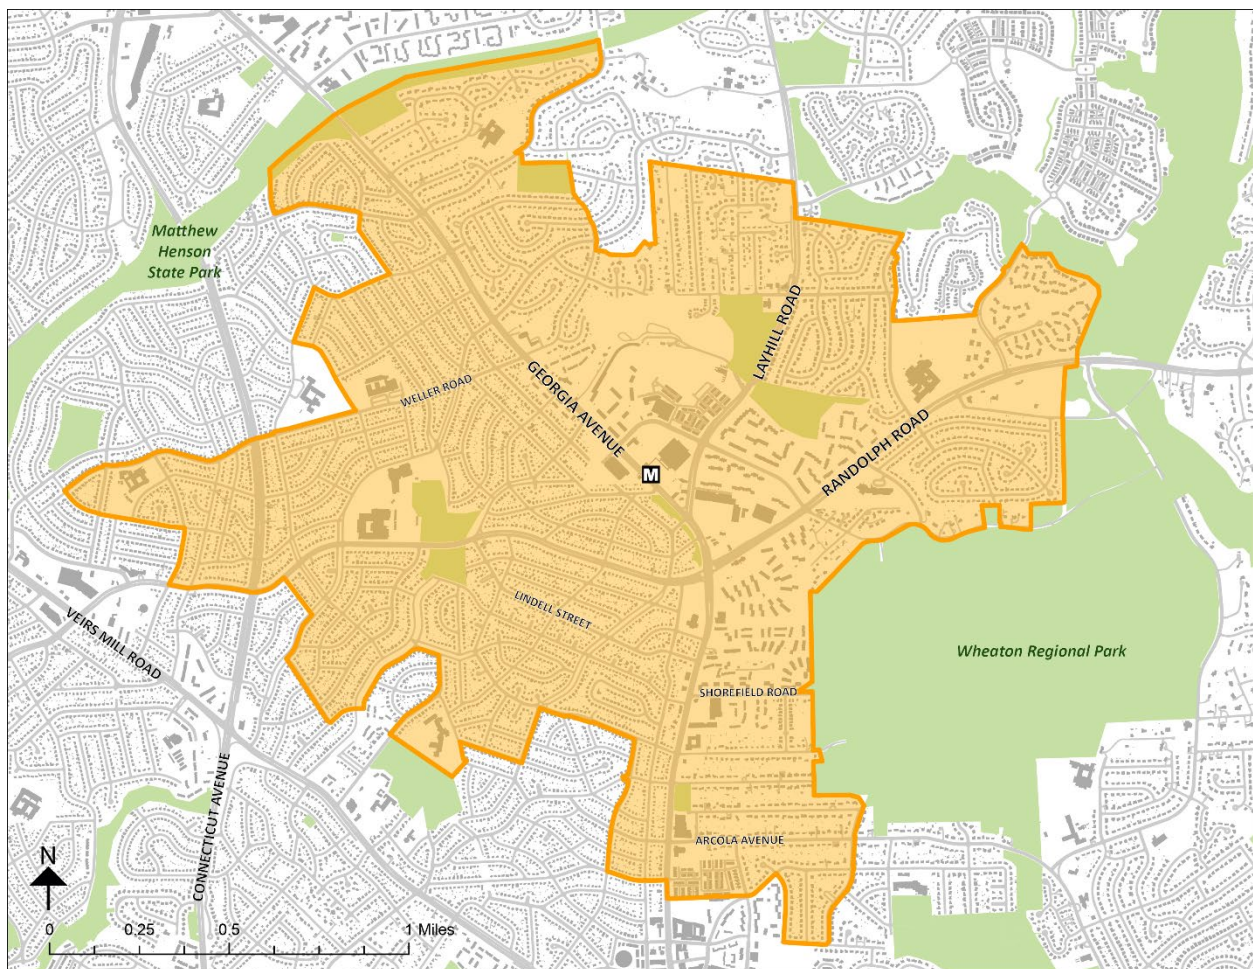 Matthew
Henson
State Park
LAYHILL ROAD
GEORGIA AVENUE
WELLER ROAD
RANDOLPH ROAD
M
LINDELL STREET
VEIRS MILL ROAD
Wheaton Regional Park
SHOREFIELD ROAD
CONNECTICUT AVENUE
ARCOLA AVENUE
N
0 0.25 0.5 1 Miles